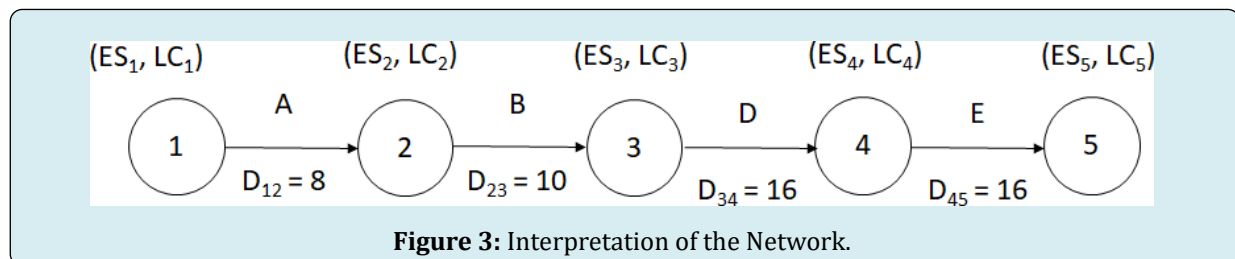 (ES₁, LC₁) (ES₂, LC₂) (ES₃, LC₃) (ES₄, LC₄) (ES₅, LC₅)
A B D E
1 2 3 4 5
D₁₂ = 8 D₂₃ = 10 D₃₄ = 16 D₄₅ = 16
Figure 3: Interpretation of the Network.